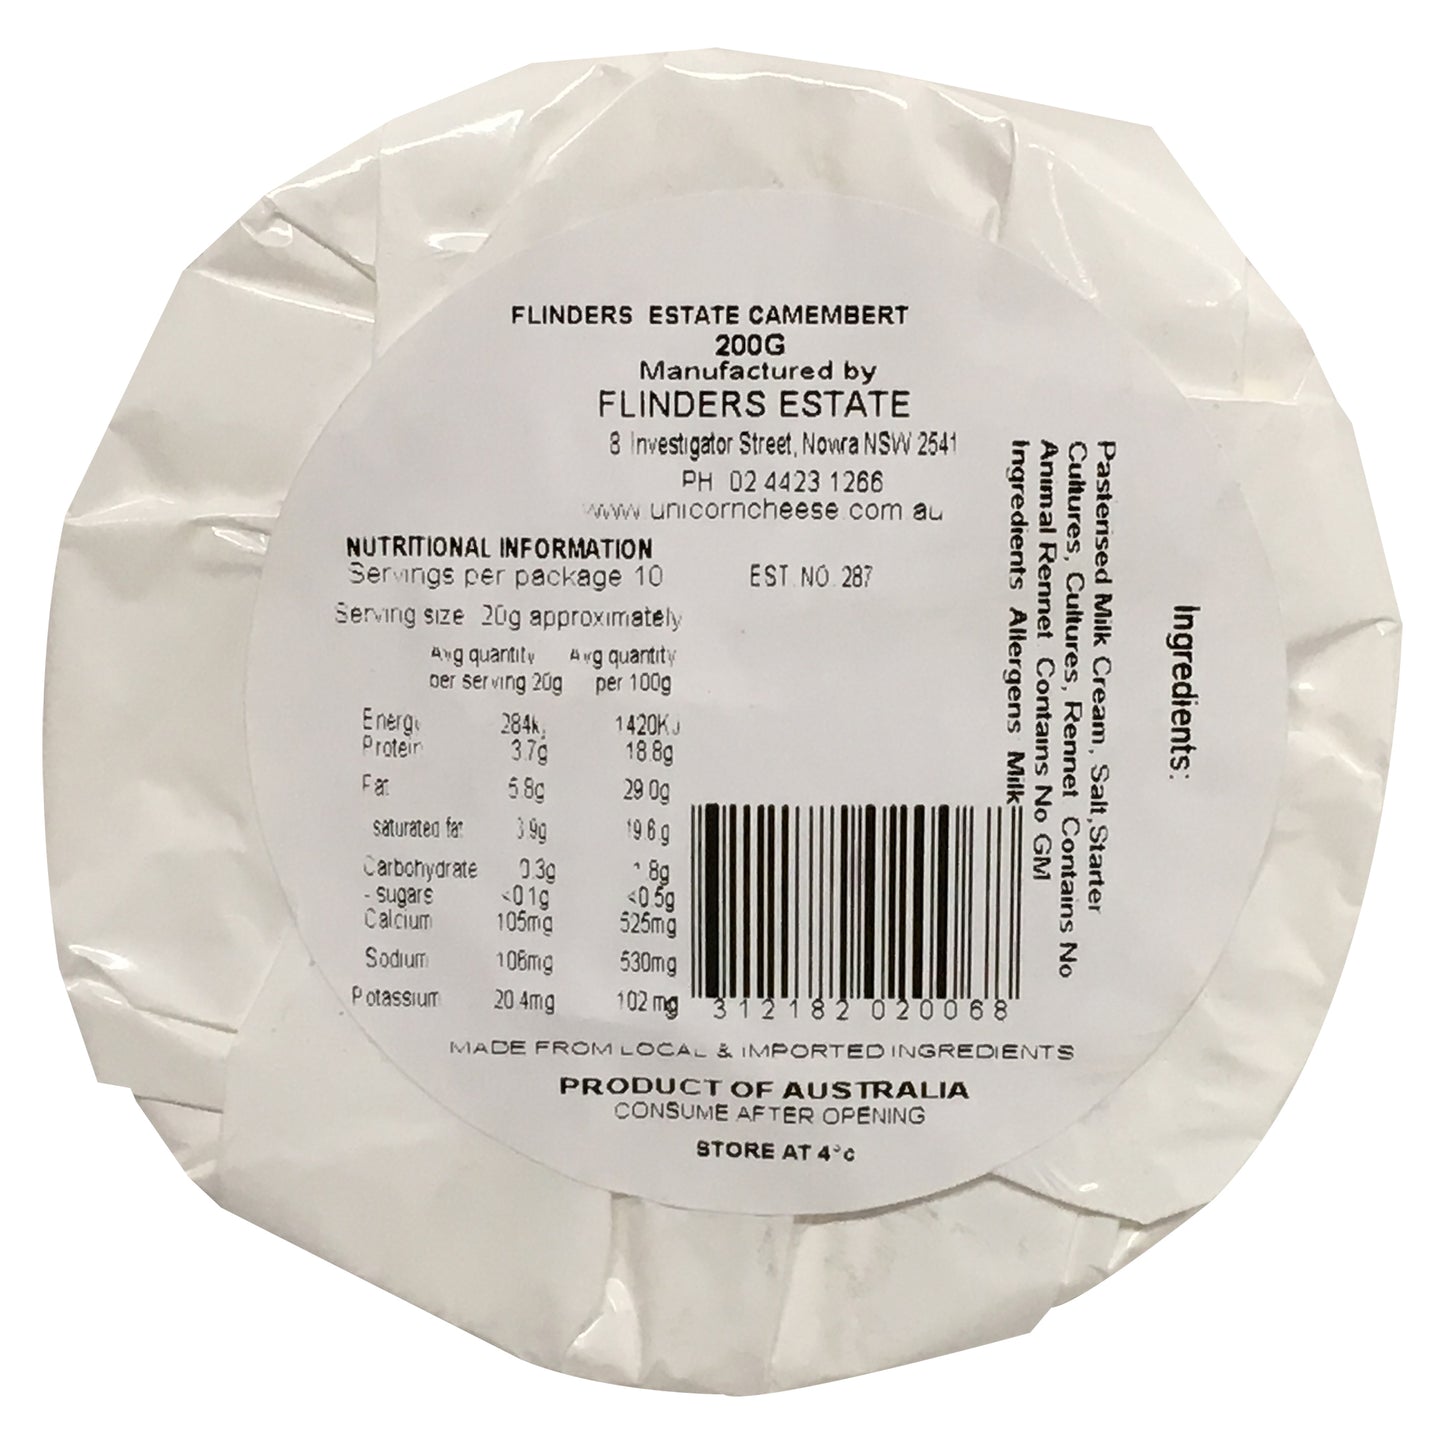 FLINDERS ESTATE CAMEMBERT
200G
Manufactured by
FLINDERS ESTATE
8 Investigator Street, Nowra NSW 2541
PH 02 4423 1266
www.unicorncheese.com.au
NUTRITIONAL INFORMATION
Servings per package 10
EST. NO. 287
Serving size 20g approximately
Avg quantity Avg quantity
per serving 20g per 100g
Energy 284kJ 1420KJ
Protein 3.7g 18.8g
Fat 5.8g 29.0g
saturated fat 3.9g 19.6 g
Carbohydrate 0.3g 1.8g
- sugars <0.1g <0.5g
Calcium 105mg 525mg
Sodium 106mg 530mg
Potassium 20.4mg 102 mg
3 12182 020068
MADE FROM LOCAL & IMPORTED INGREDIENTS
PRODUCT OF AUSTRALIA
CONSUME AFTER OPENING
STORE AT 4°c
Ingredients:
Pasterised Milk Cream, Salt,Starter
Cultures, Cultures, Rennet Contains No
Animal Rennet Contains No GM
Ingredients Allergens Milk